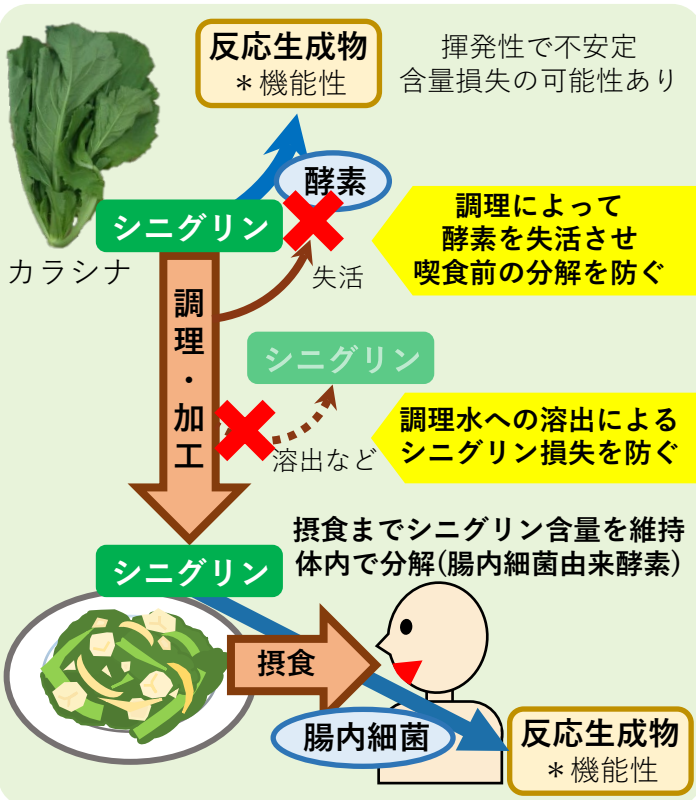 反応生成物
＊機能性
揮発性で不安定
含量損失の可能性あり
酵素
シニグリン
カラシナ
失活
調理によって
酵素を失活させ
喫食前の分解を防ぐ
調理・加工
シニグリン
溶出など
調理水への溶出による
シニグリン損失を防ぐ
摂食までシニグリン含量を維持
体内で分解(腸内細菌由来酵素)
シニグリン
摂食
腸内細菌
反応生成物
＊機能性